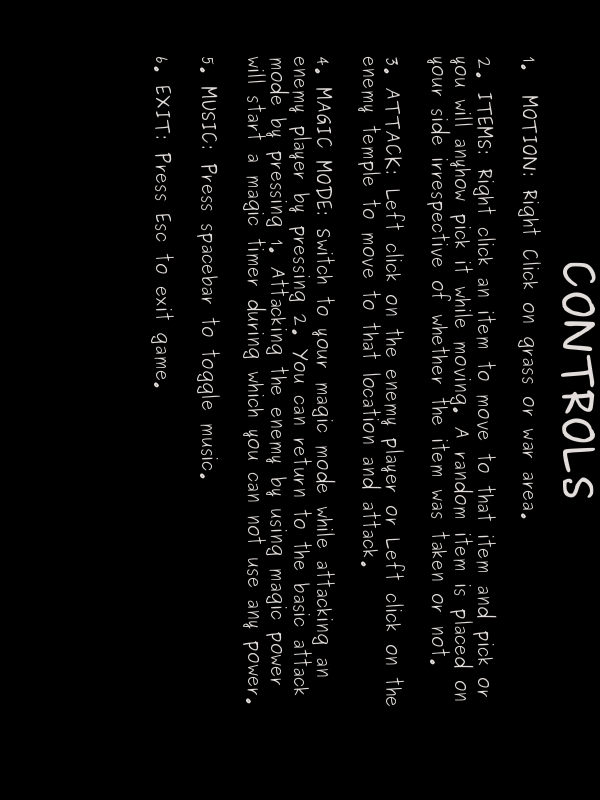 CONTROLS
1. MOTION: Right Click on grass or war area.
2. ITEMS: Right click an item to move to that item and pick or
you will anyhow pick it while moving. A random item is placed on
your side irrespective of whether the item was taken or not.
3. ATTACK: Left click on the enemy player or Left click on the
enemy temple to move to that location and attack.
4. MAGIC MODE: Switch to your magic mode while attacking an
enemy player by pressing 2. You can return to the basic attack
mode by pressing 1. Attacking the enemy by using magic power
will start a magic timer during which you can not use any power.
5. MUSIC: Press spacebar to toggle music.
6. EXIT: Press Esc to exit game.